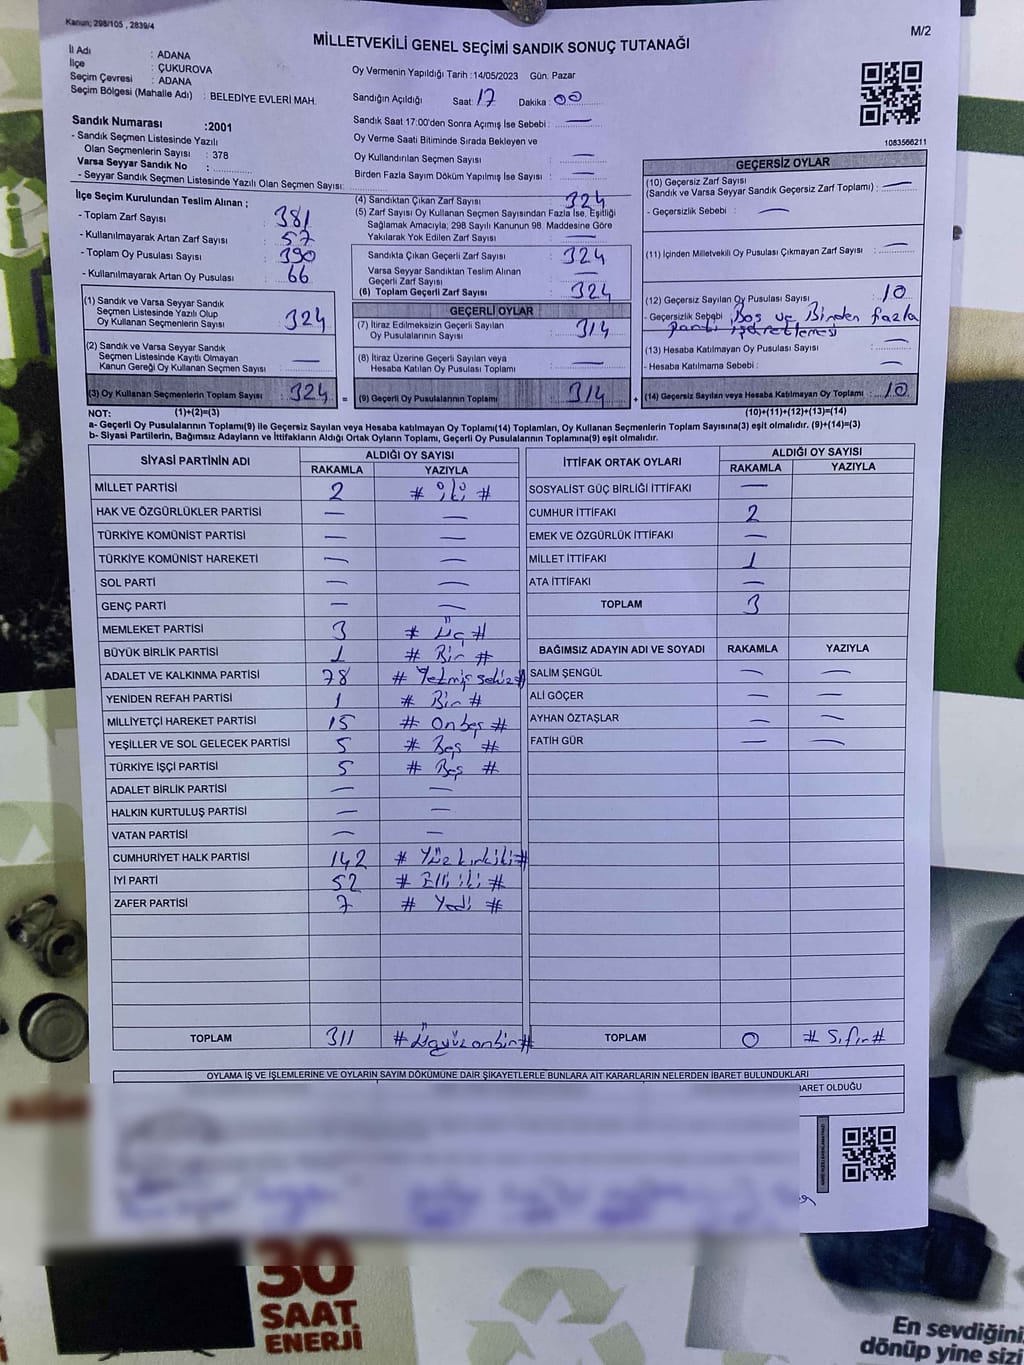 Kanun; 298/105 , 2839/4
M/2
MİLLETVEKİLİ GENEL SEÇİMİ SANDIK SONUÇ TUTANAĞI
İl Adı : ADANA
İlçe : ÇUKUROVA
Seçim Çevresi : ADANA
Seçim Bölgesi (Mahalle Adı) : BELEDİYE EVLERİ MAH.
Sandık Numarası :2001
- Sandık Seçmen Listesinde Yazılı
Olan Seçmenlerin Sayısı : 378
Varsa Seyyar Sandık No :
- Seyyar Sandık Seçmen Listesinde Yazılı Olan Seçmen Sayısı:
Oy Vermenin Yapıldığı Tarih :14/05/2023 Gün: Pazar
Sandığın Açıldığı Saat: 17 Dakika : 00
Sandık Saat 17:00'den Sonra Açımış İse Sebebi : —
Oy Verme Saati Bitiminde Sırada Bekleyen ve
Oy Kullandırılan Seçmen Sayısı : —
Birden Fazla Sayım Döküm Yapılmış İse Sayısı : —
1083566211
İlçe Seçim Kurulundan Teslim Alınan ;
- Toplam Zarf Sayısı : 381
- Kullanılmayarak Artan Zarf Sayısı : 57
- Toplam Oy Pusulası Sayısı : 390
- Kullanılmayarak Artan Oy Pusulası : 66
(1) Sandık ve Varsa Seyyar Sandık
Seçmen Listesinde Yazılı Olup
Oy Kullanan Seçmenlerin Sayısı : 324
(2) Sandık ve Varsa Seyyar Sandık
Seçmen Listesinde Kayıtlı Olmayan
Kanun Gereği Oy Kullanan Seçmen Sayısı : —
(3) Oy Kullanan Seçmenlerin Toplam Sayısı : 324
(4) Sandıktan Çıkan Zarf Sayısı : 324
(5) Zarf Sayısı Oy Kullanan Seçmen Sayısından Fazla İse, Eşitliği
Sağlamak Amacıyla; 298 Sayılı Kanunun 98. Maddesine Göre
Yakılarak Yok Edilen Zarf Sayısı : —
Sandıkla Çıkan Geçerli Zarf Sayısı : 324
Varsa Seyyar Sandıktan Teslim Alınan
Geçerli Zarf Sayısı : —
(6) Toplam Geçerli Zarf Sayısı : 324
GEÇERLİ OYLAR
(7) İtiraz Edilmeksizin Geçerli Sayılan
Oy Pusulalarının Sayısı : 314
(8) İtiraz Üzerine Geçerli Sayılan veya
Hesaba Katılan Oy Pusulası Toplamı : —
= (9) Geçerli Oy Pusulalarının Toplamı : 314
GEÇERSİZ OYLAR
(10) Geçersiz Zarf Sayısı
(Sandık ve Varsa Seyyar Sandık Geçersiz Zarf Toplamı) : —
- Geçersizlik Sebebi : —
(11) İçinden Milletvekili Oy Pusulası Çıkmayan Zarf Sayısı : —
(12) Geçersiz Sayılan Oy Pusulası Sayısı : 10
- Geçersizlik Sebebi : Boş ve Birden fazla
parti işaretlemesi
(13) Hesaba Katılmayan Oy Pusulası Sayısı : —
- Hesaba Katılmama Sebebi : —
+ (14) Geçersiz Sayılan veya Hesaba Katılmayan Oy Toplamı : 10
NOT: (1)+(2)=(3) (10)+(11)+(12)+(13)=(14)
a- Geçerli Oy Pusulalarının Toplamı(9) ile Geçersiz Sayılan veya Hesaba katılmayan Oy Toplamı(14) Toplamları, Oy Kullanan Seçmenlerin Toplam Sayısına(3) eşit olmalıdır. (9)+(14)=(3)
b- Siyasi Partilerin, Bağımsız Adayların ve İttifakların Aldığı Ortak Oyların Toplamı, Geçerli Oy Pusulalarının Toplamına(9) eşit olmalıdır.
SİYASİ PARTİNİN ADI ALDIĞI OY SAYISI
RAKAMLA YAZIYLA
MİLLET PARTİSİ 2 # iki #
HAK VE ÖZGÜRLÜKLER PARTİSİ — —
TÜRKİYE KOMÜNİST PARTİSİ — —
TÜRKİYE KOMÜNİST HAREKETİ — —
SOL PARTİ — —
GENÇ PARTİ — —
MEMLEKET PARTİSİ 3 # Üç #
BÜYÜK BİRLİK PARTİSİ 1 # Bir #
ADALET VE KALKINMA PARTİSİ 78 # Yetmiş sekiz #
YENİDEN REFAH PARTİSİ 1 # Bir #
MİLLİYETÇİ HAREKET PARTİSİ 15 # Onbeş #
YEŞİLLER VE SOL GELECEK PARTİSİ 5 # Beş #
TÜRKİYE İŞÇİ PARTİSİ 5 # Beş #
ADALET BİRLİK PARTİSİ — —
HALKIN KURTULUŞ PARTİSİ — —
VATAN PARTİSİ — —
CUMHURİYET HALK PARTİSİ 142 # Yüzkırkiki #
İYİ PARTİ 52 # Elli iki #
ZAFER PARTİSİ 7 # Yedi #
TOPLAM 311 # Üçyüzonbir #
İTTİFAK ORTAK OYLARI ALDIĞI OY SAYISI
RAKAMLA YAZIYLA
SOSYALİST GÜÇ BİRLİĞİ İTTİFAKI —
CUMHUR İTTİFAKI 2
EMEK VE ÖZGÜRLÜK İTTİFAKI —
MİLLET İTTİFAKI 1
ATA İTTİFAKI —
TOPLAM 3
BAĞIMSIZ ADAYIN ADI VE SOYADI RAKAMLA YAZIYLA
SALİM ŞENGÜL — —
ALİ GÖÇER — —
AYHAN ÖZTAŞLAR — —
FATİH GÜR — —
TOPLAM 0 # Sıfır #
OYLAMA İŞ VE İŞLEMLERİNE VE OYLARIN SAYIM DÖKÜMÜNE DAİR ŞİKAYETLERLE BUNLARA AİT KARARLARIN NELERDEN İBARET BULUNDUKLARI
BARET OLDUĞU
30
SAAT
ENERJİ
En sevdiğini
dönüp yine sizi